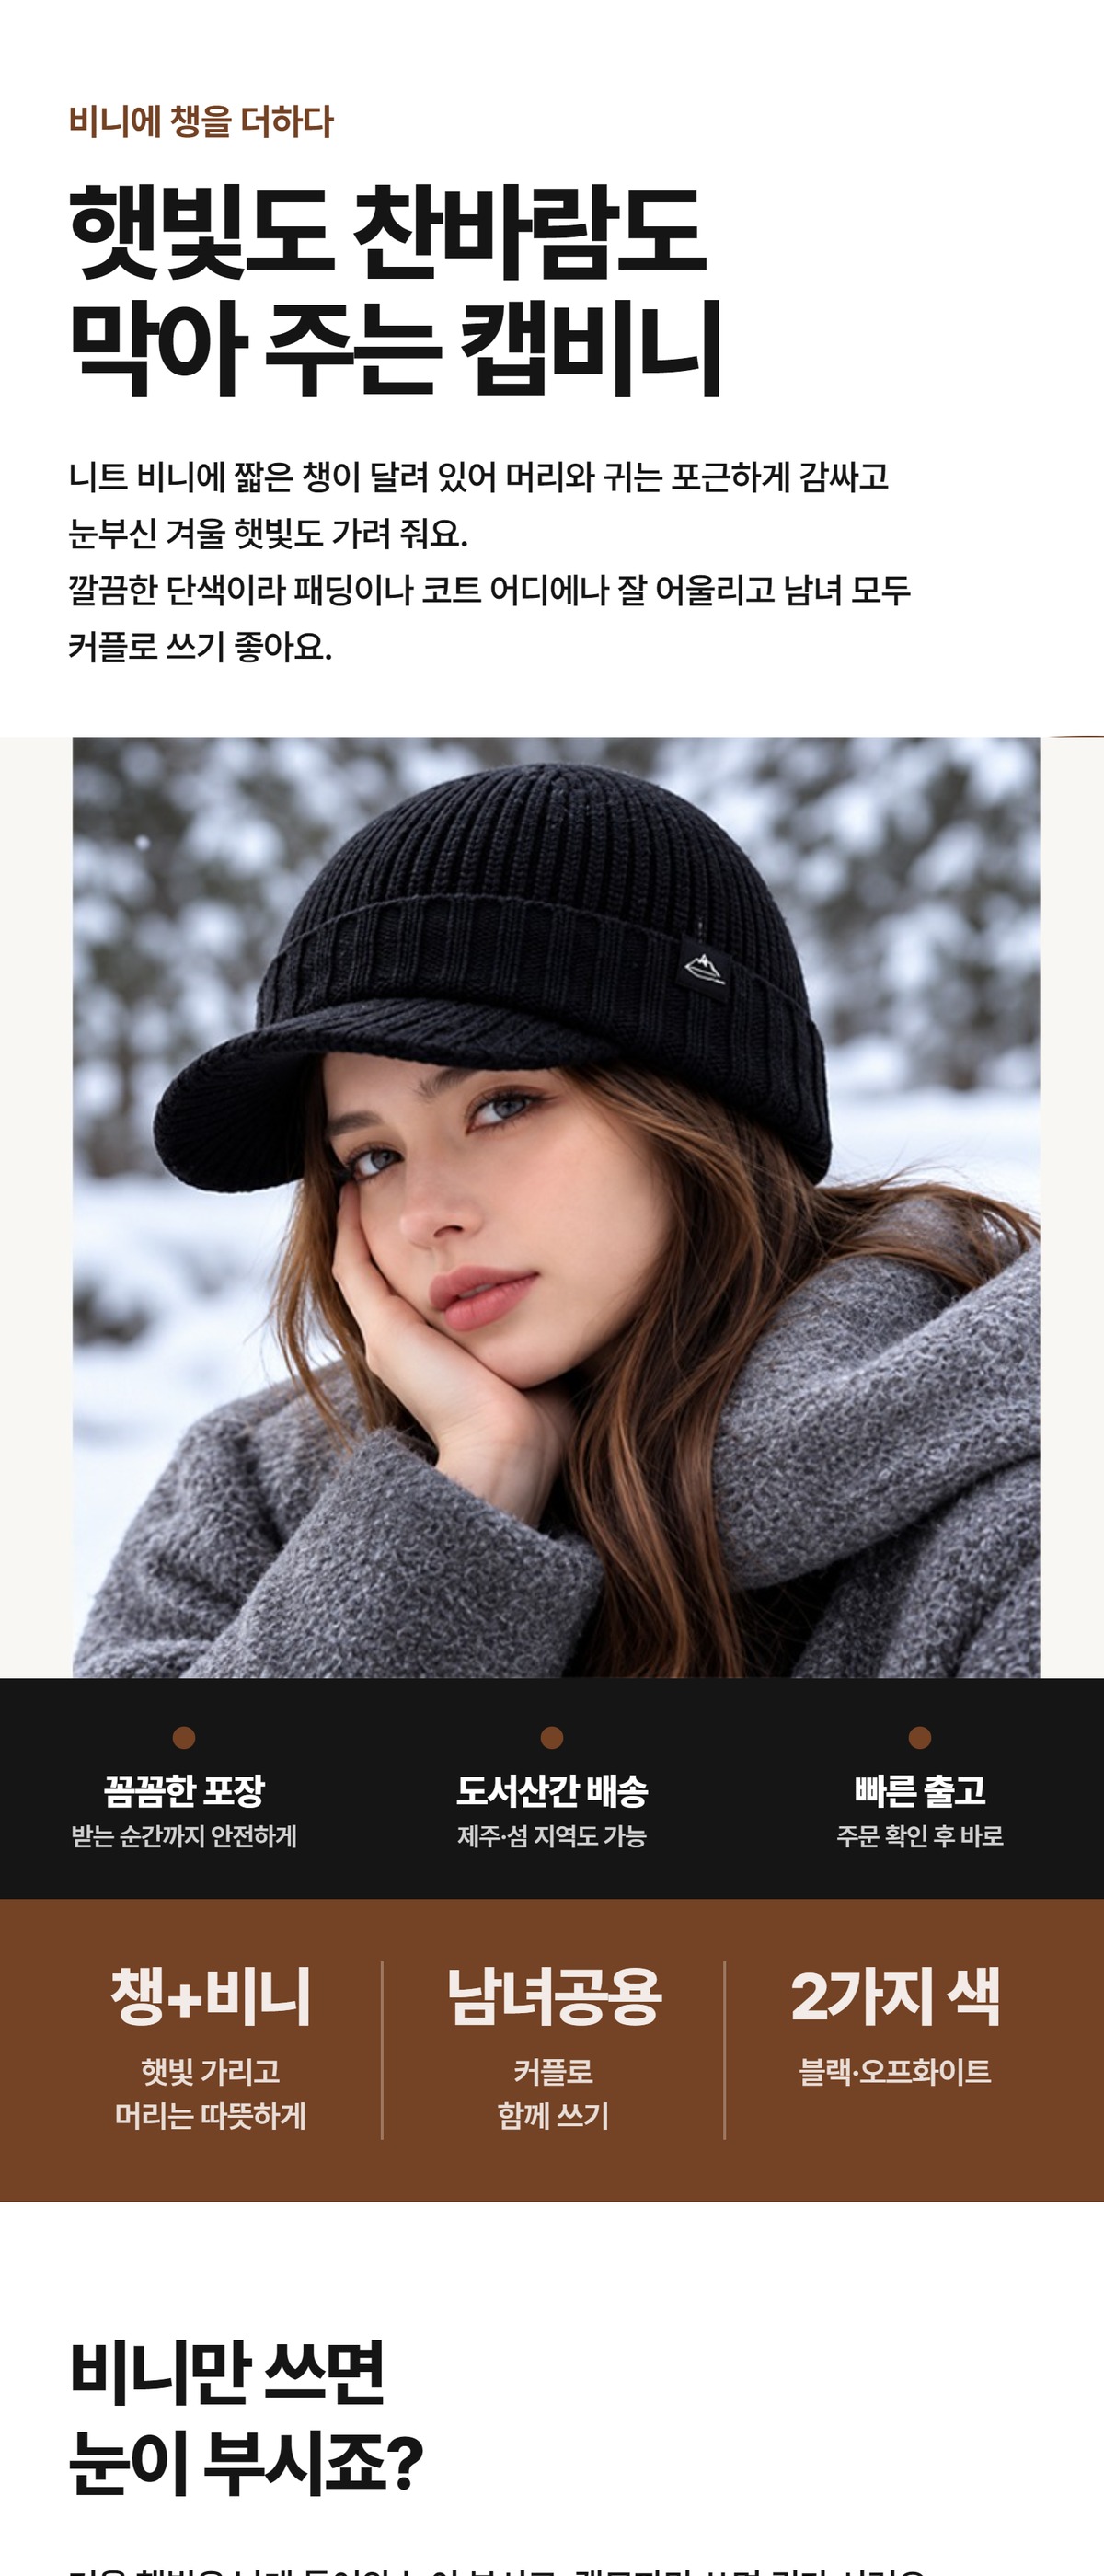 비니에 챙을 더하다
햇빛도 찬바람도
막아 주는 캡비니
니트 비니에 짧은 챙이 달려 있어 머리와 귀는 포근하게 감싸고
눈부신 겨울 햇빛도 가려 줘요.
깔끔한 단색이라 패딩이나 코트 어디에나 잘 어울리고 남녀 모두
커플로 쓰기 좋아요.
꼼꼼한 포장
받는 순간까지 안전하게
도서산간 배송
제주·섬 지역도 가능
빠른 출고
주문 확인 후 바로
챙+비니
햇빛 가리고
머리는 따뜻하게
남녀공용
커플로
함께 쓰기
2가지 색
블랙·오프화이트
비니만 쓰면
눈이 부시죠?